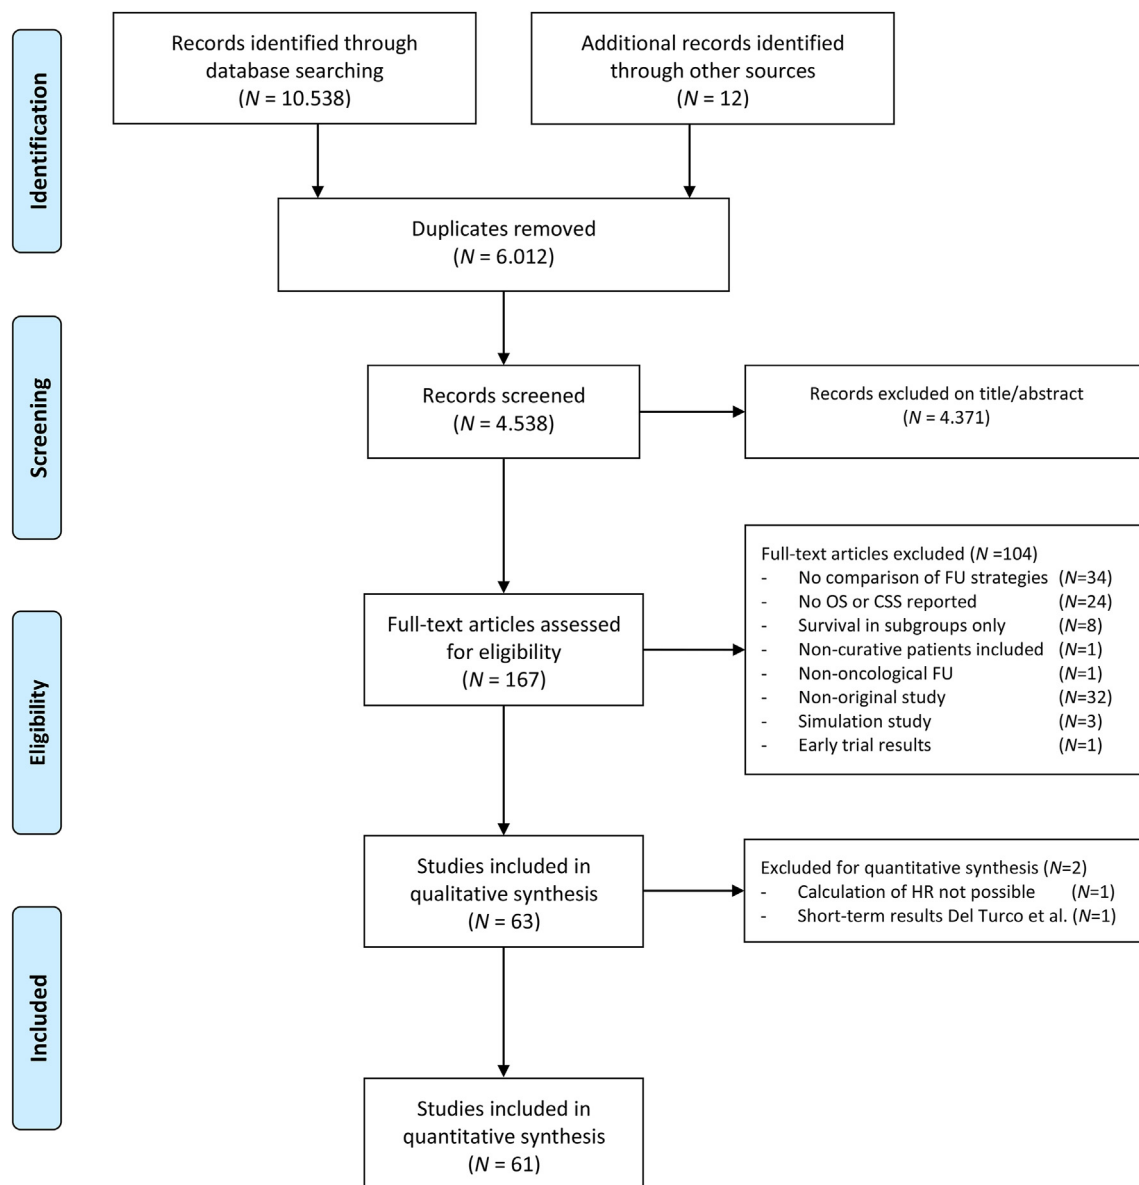 Identification
Records identified through
database searching
(N = 10.538)
Additional records identified
through other sources
(N = 12)
Duplicates removed
(N = 6.012)
Screening
Records screened
(N = 4.538)
Records excluded on title/abstract
(N = 4.371)
Eligibility
Full-text articles assessed
for eligibility
(N = 167)
Full-text articles excluded (N =104)
- No comparison of FU strategies (N=34)
- No OS or CSS reported (N=24)
- Survival in subgroups only (N=8)
- Non-curative patients included (N=1)
- Non-oncological FU (N=1)
- Non-original study (N=32)
- Simulation study (N=3)
- Early trial results (N=1)
Included
Studies included in
qualitative synthesis
(N = 63)
Excluded for quantitative synthesis (N=2)
- Calculation of HR not possible (N=1)
- Short-term results Del Turco et al. (N=1)
Studies included in
quantitative synthesis
(N = 61)